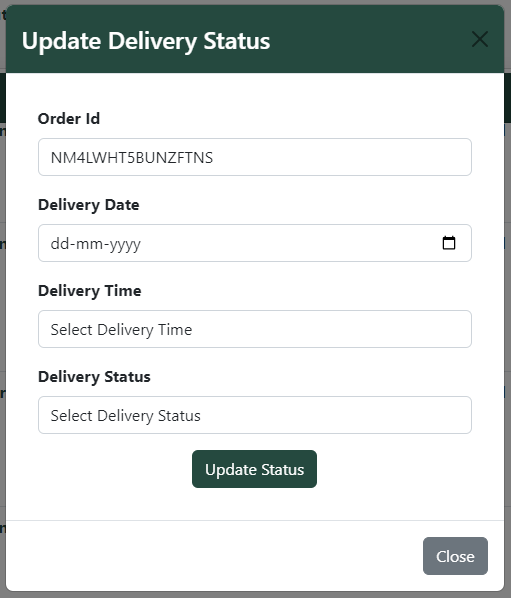 Update Delivery Status
Order Id
NM4LWHT5BUNZFTNS
Delivery Date
dd-mm-yyyy
Delivery Time
Select Delivery Time
Delivery Status
Select Delivery Status
Update Status
Close